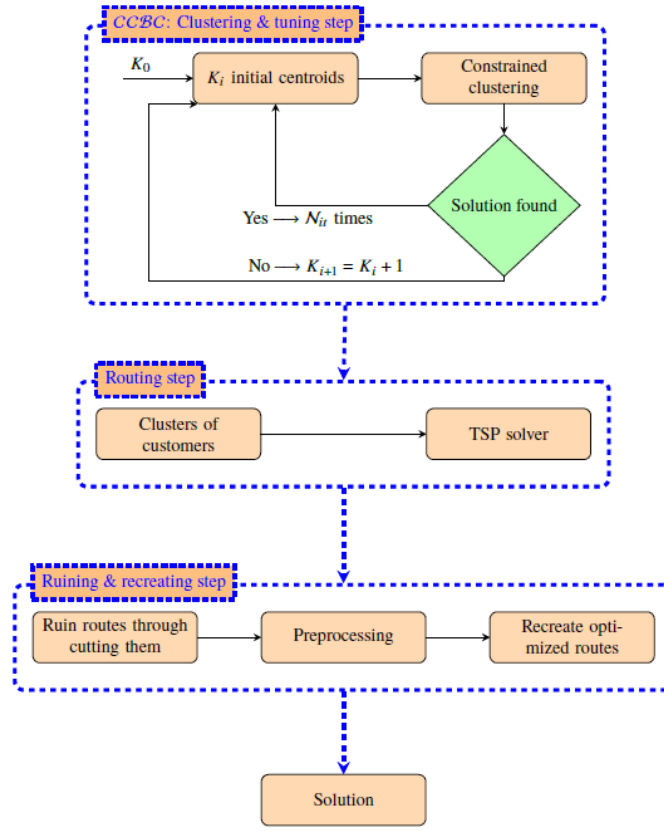 CCBC: Clustering & tuning step
K₀
Kᵢ initial centroids
Constrained
clustering
Solution found
Yes ⟶ Nᵢₜ times
No ⟶ Kᵢ₊₁ = Kᵢ + 1
Routing step
Clusters of
customers
TSP solver
Ruining & recreating step
Ruin routes through
cutting them
Preprocessing
Recreate opti-
mized routes
Solution